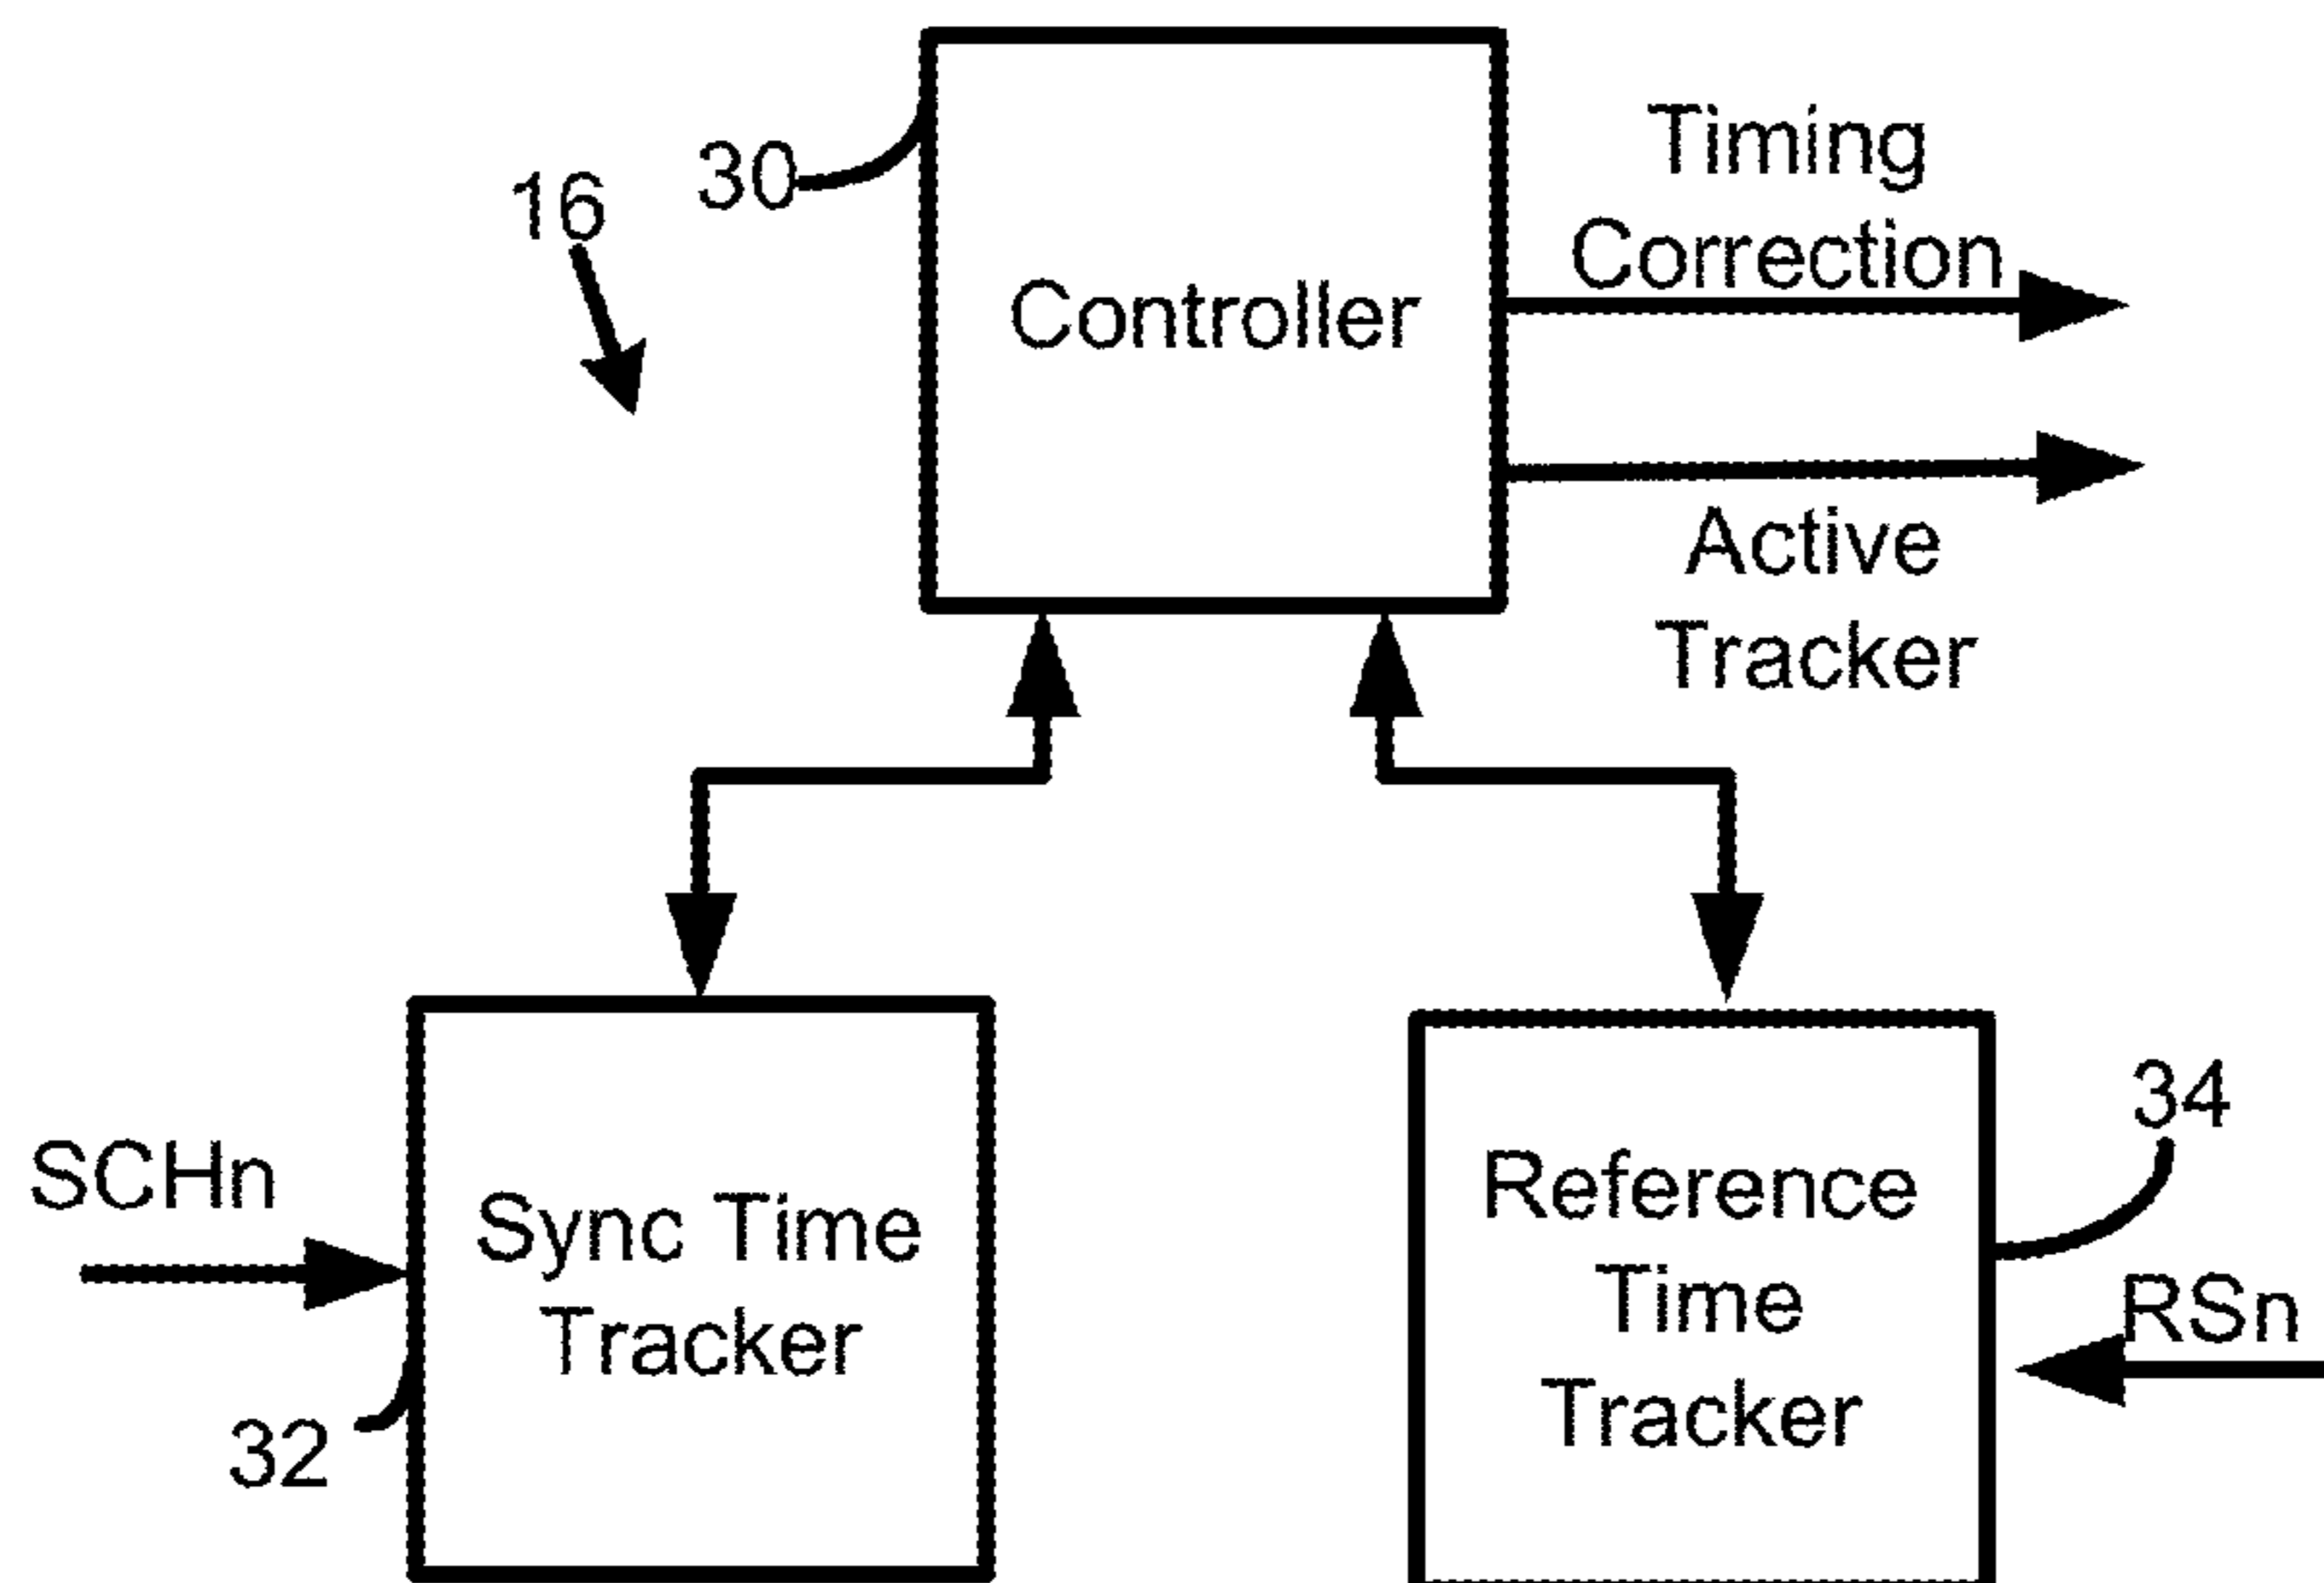 16
30
Controller
Timing
Correction
Active
Tracker
SCHn
Sync Time
Tracker
32
Reference
Time
Tracker
34
RSn